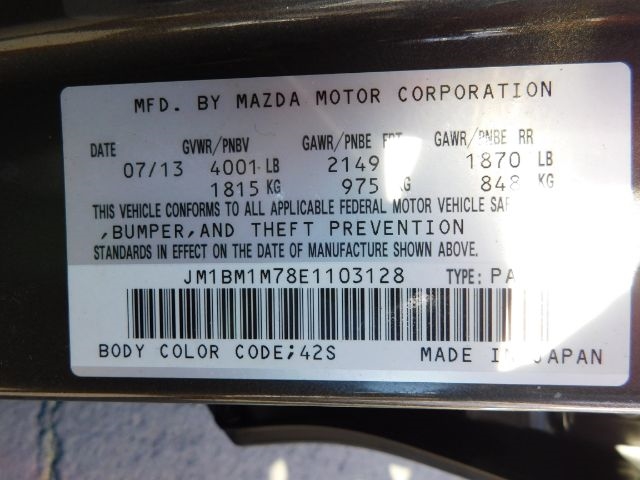 MFD. BY MAZDA MOTOR CORPORATION
DATE GVWR/PNBV GAWR/PNBE FRT GAWR/PNBE RR
07/13 4001 LB 2149 1870 LB
1815 KG 975 KG 848 KG
THIS VEHICLE CONFORMS TO ALL APPLICABLE FEDERAL MOTOR VEHICLE
,BUMPER,AND THEFT PREVENTION
STANDARDS IN EFFECT ON THE DATE OF MANUFACTURE SHOWN ABOVE.
JM1BM1M78E1103128 TYPE: PA
BODY COLOR CODE;42S MADE IN JAPAN